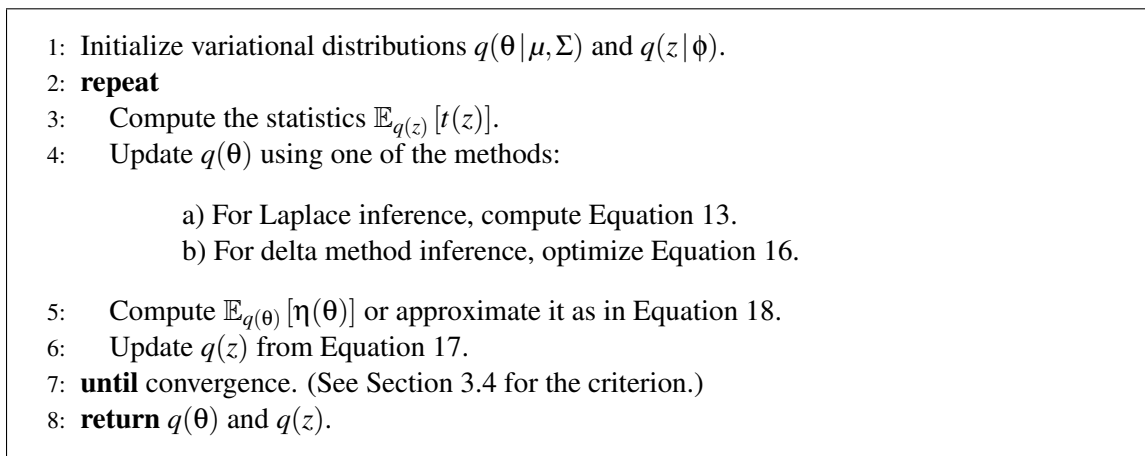 1: Initialize variational distributions q(θ|μ,Σ) and q(z|ϕ).
2: repeat
3: Compute the statistics 𝔼q(z) [t(z)].
4: Update q(θ) using one of the methods:
a) For Laplace inference, compute Equation 13.
b) For delta method inference, optimize Equation 16.
5: Compute 𝔼q(θ) [η(θ)] or approximate it as in Equation 18.
6: Update q(z) from Equation 17.
7: until convergence. (See Section 3.4 for the criterion.)
8: return q(θ) and q(z).